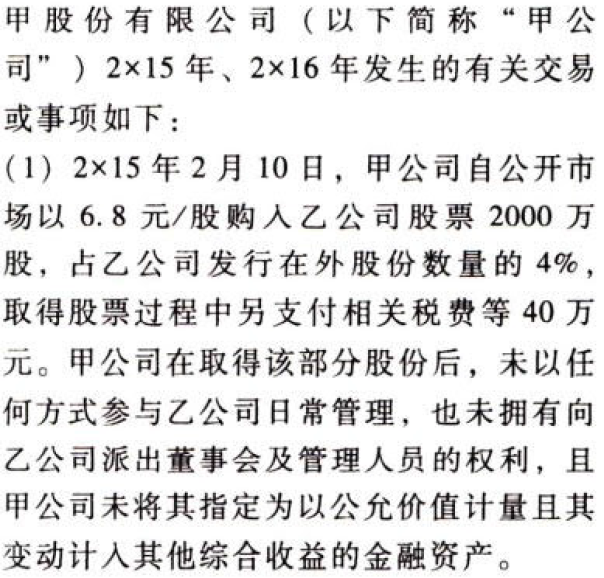 甲股份有限公司（以下简称“甲公
司”）2×15 年、2×16 年发生的有关交易
或事项如下：
(1) 2×15 年 2 月 10 日，甲公司自公开市
场以 6.8 元/股购入乙公司股票 2000 万
股，占乙公司发行在外股份数量的 4%，
取得股票过程中另支付相关税费等 40 万
元。甲公司在取得该部分股份后，未以任
何方式参与乙公司日常管理，也未拥有向
乙公司派出董事会及管理人员的权利，且
甲公司未将其指定为以公允价值计量且其
变动计入其他综合收益的金融资产。